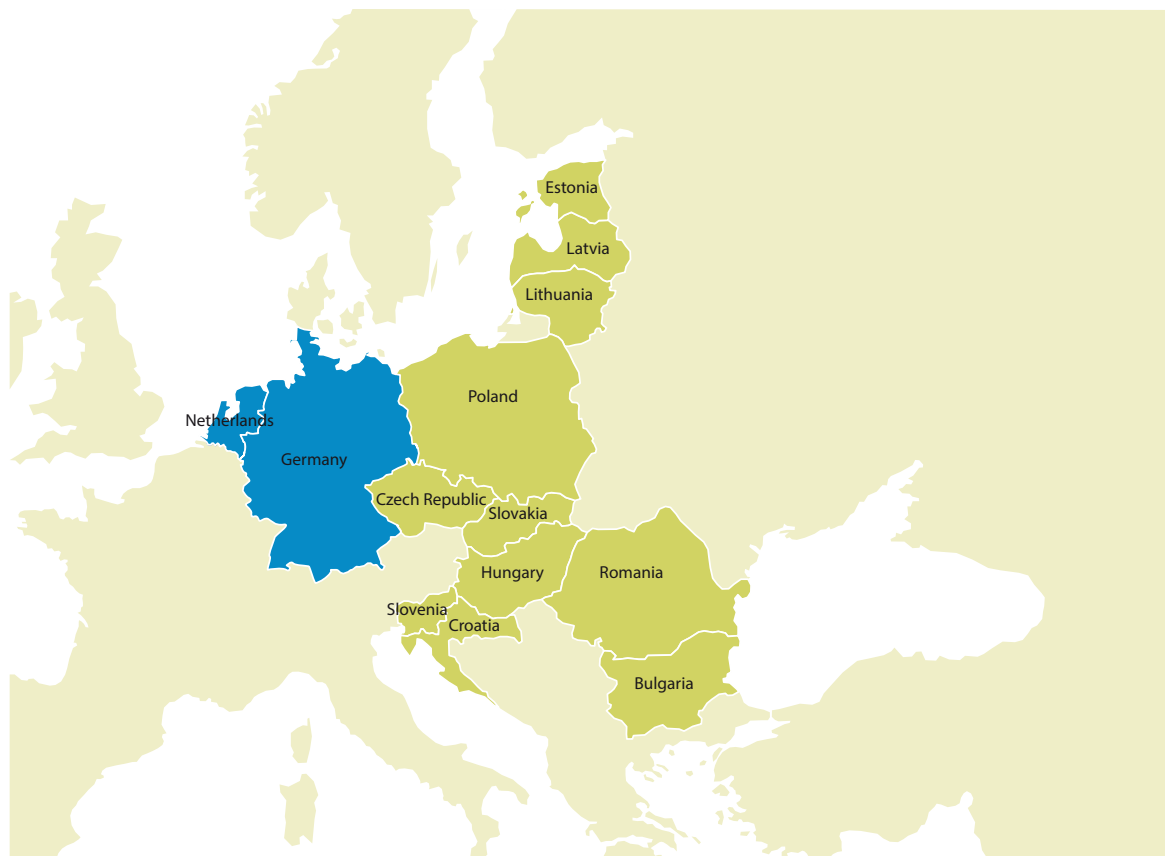 Estonia
Latvia
Lithuania
Poland
Netherlands
Germany
Czech Republic
Slovakia
Hungary
Romania
Slovenia
Croatia
Bulgaria